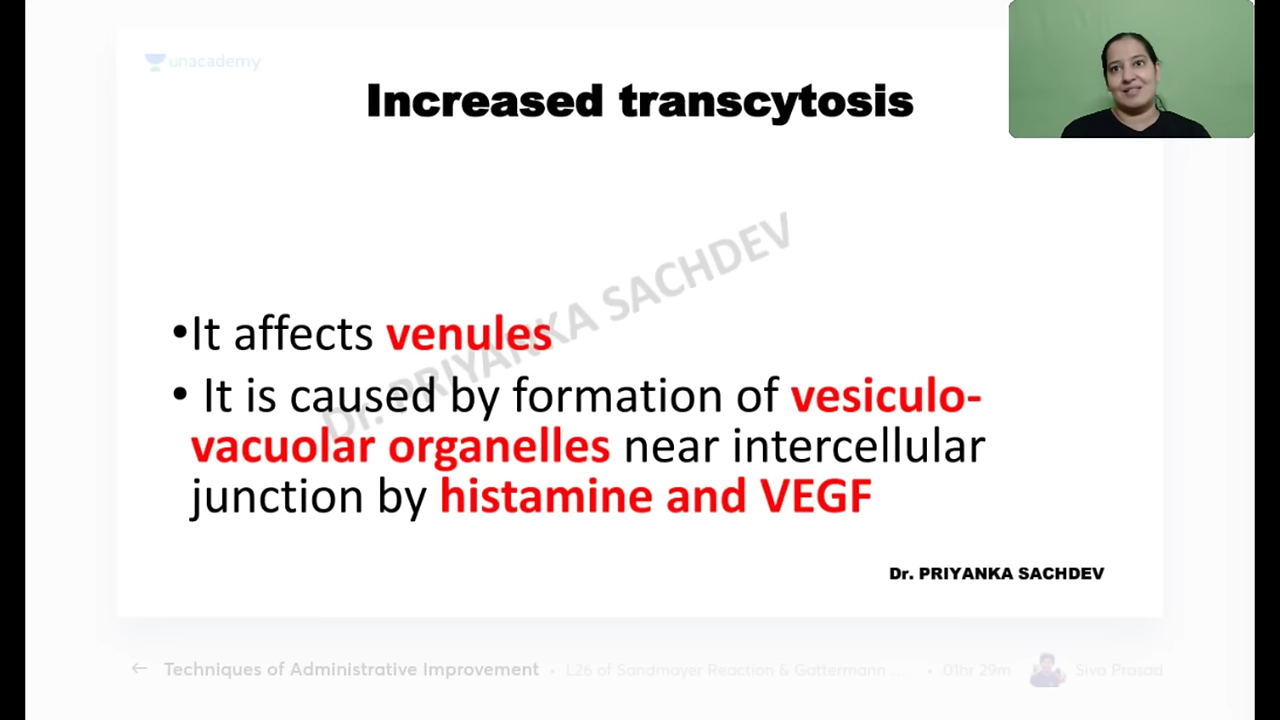 unacademy
Increased transcytosis
Dr. PRIYANKA SACHDEV
•It affects venules
• It is caused by formation of vesiculo-
vacuolar organelles near intercellular
junction by histamine and VEGF
Dr. PRIYANKA SACHDEV
← Techniques of Administrative Improvement • L26 of Sandmayer Reaction & Gattermann ... • 01hr 29m Siva Prasad